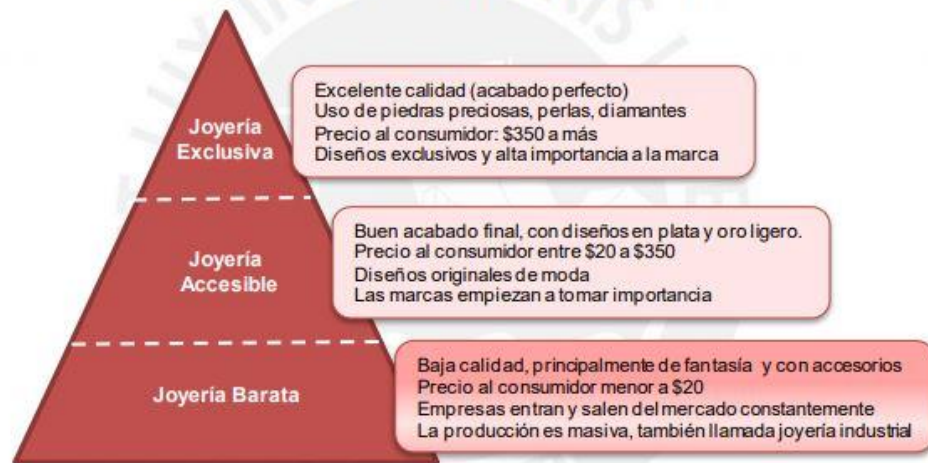 Joyería
Exclusiva
Excelente calidad (acabado perfecto)
Uso de piedras preciosas, perlas, diamantes
Precio al consumidor: $350 a más
Diseños exclusivos y alta importancia a la marca
Joyería
Accesible
Buen acabado final, con diseños en plata y oro ligero.
Precio al consumidor entre $20 a $350
Diseños originales de moda
Las marcas empiezan a tomar importancia
Joyería Barata
Baja calidad, principalmente de fantasía y con accesorios
Precio al consumidor menor a $20
Empresas entran y salen del mercado constantemente
La producción es masiva, también llamada joyería industrial